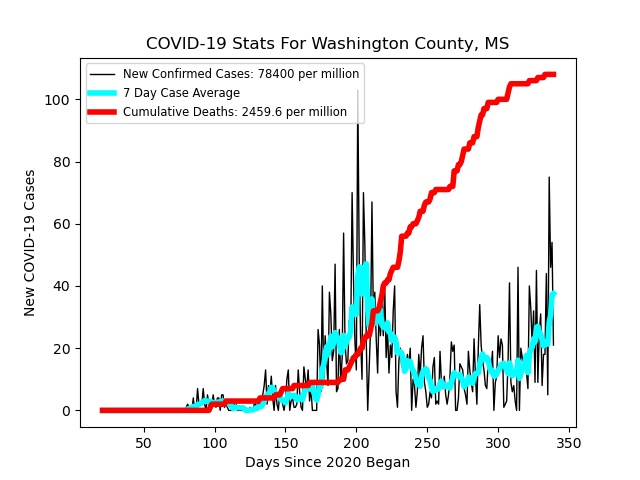 COVID-19 Stats For Washington County, MS
New Confirmed Cases: 78400 per million
7 Day Case Average
Cumulative Deaths: 2459.6 per million
New COVID-19 Cases
100
80
60
40
20
0
50 100 150 200 250 300 350
Days Since 2020 Began